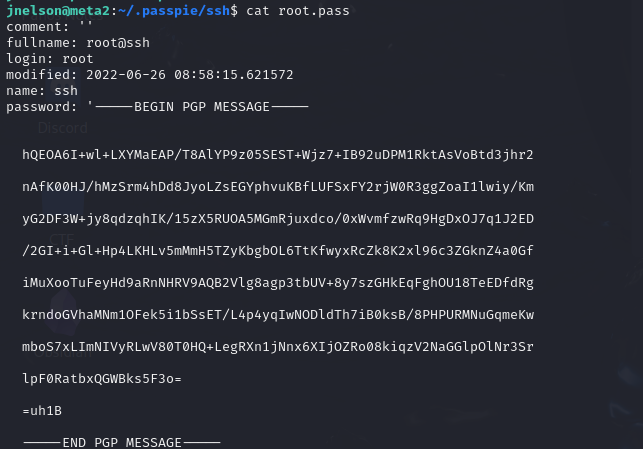 jnelson@meta2:~/.passpie/ssh$ cat root.pass
comment: ''
fullname: root@ssh
login: root
modified: 2022-06-26 08:58:15.621572
name: ssh
password: '-----BEGIN PGP MESSAGE-----
Discord
hQEOA6I+wl+LXYMaEAP/T8AlYP9z05SEST+Wjz7+IB92uDPM1RktAsVoBtd3jhr2
nAfK00HJ/hMzSrm4hDd8JyoLZsEGYphvuKBfLUFSxFY2rjW0R3ggZoaI1lwiy/Km
yG2DF3W+jy8qdzqhIK/15zX5RUOA5MGmRjuxdco/0xWvmfzwRq9HgDxOJ7q1J2ED
/2GI+i+Gl+Hp4LKHLv5mMmH5TZyKbgbOL6TtKfwyxRcZk8K2xl96c3ZGknZ4a0Gf
iMuXooTuFeyHd9aRnNHRV9AQB2Vlg8agp3tbUV+8y7szGHkEqFghOU18TeEDfdRg
krndoGVhaMNm1OFek5i1bSsET/L4p4yqIwNODldTh7iB0ksB/8PHPURMNuGqmeKw
mboS7xLImNIVyRLwV80T0HQ+LegRXn1jNnx6XIjOZRo08kiqzV2NaGGlpOlNr3Sr
lpF0RatbxQGWBks5F3o=
=uh1B
-----END PGP MESSAGE-----